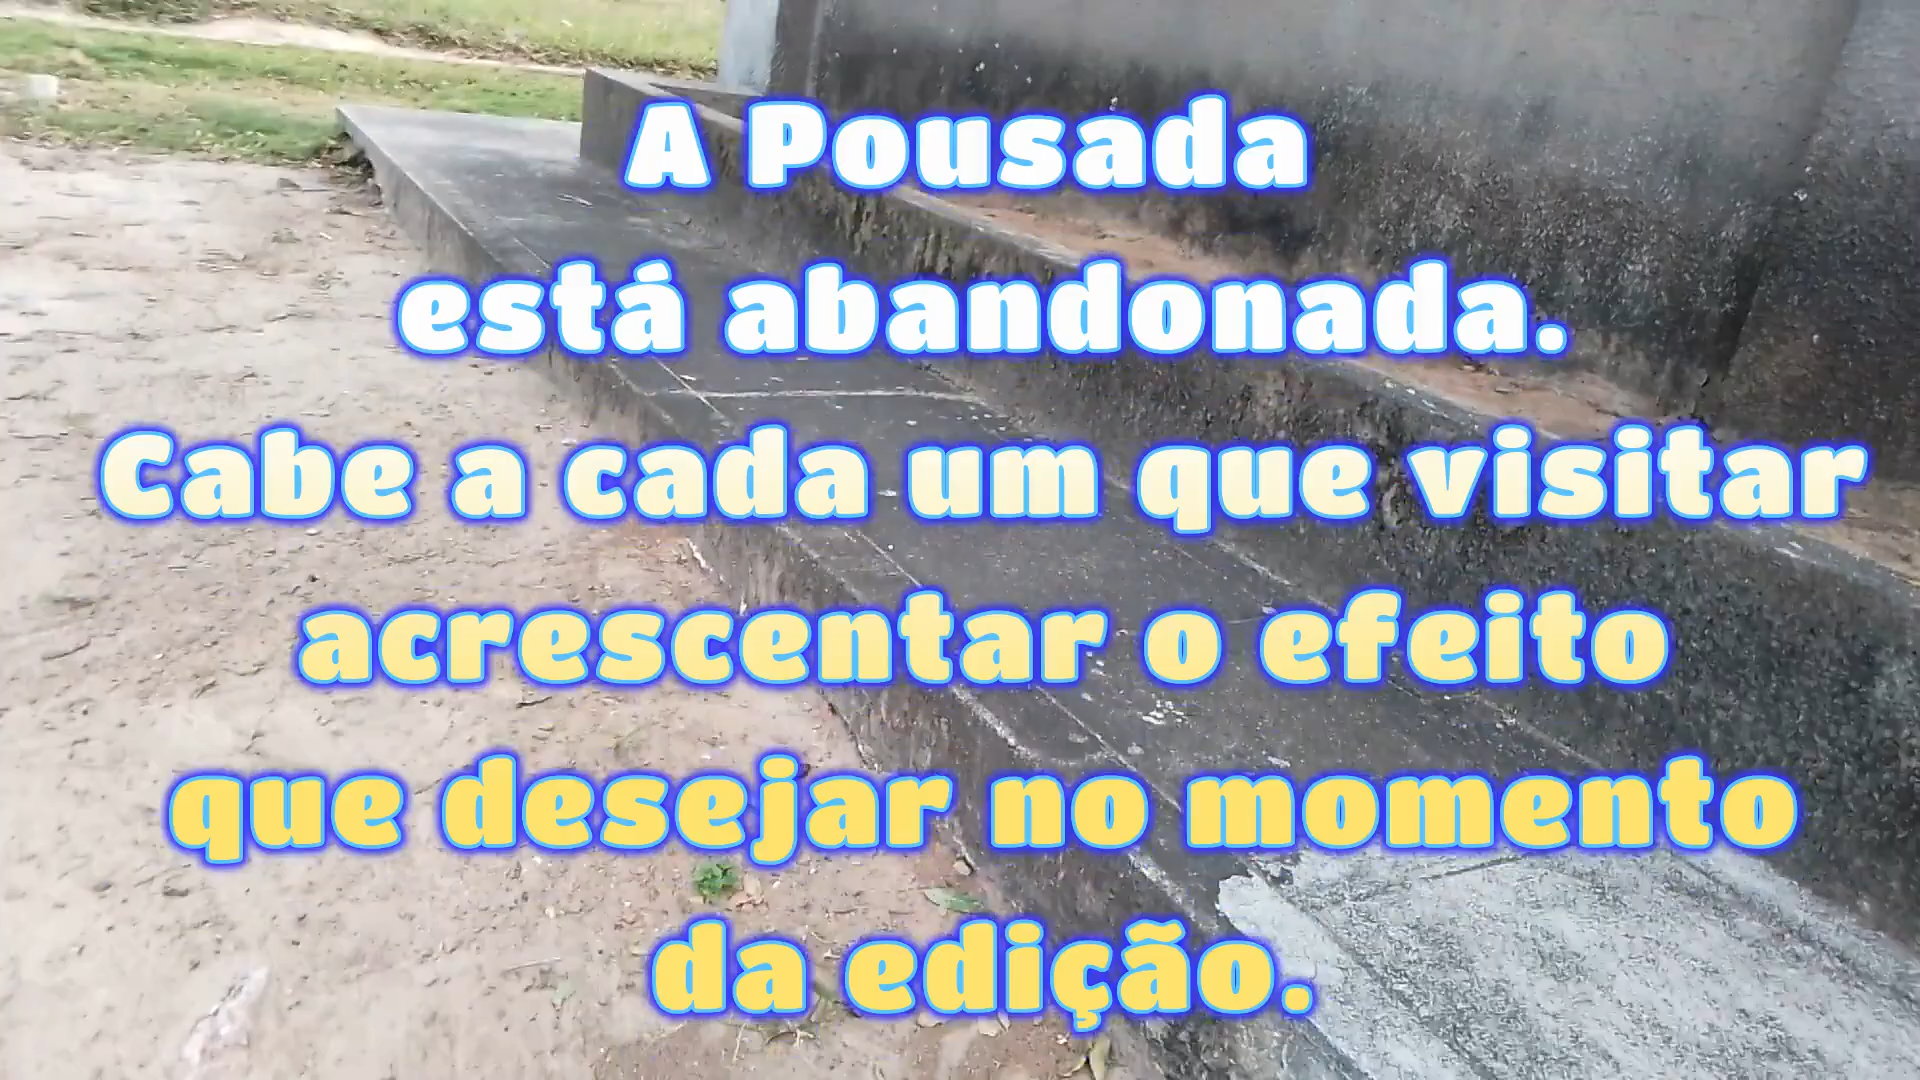 A Pousada
está abandonada.
Cabe a cada um que visitar
acrescentar o efeito
que desejar no momento
da edição.